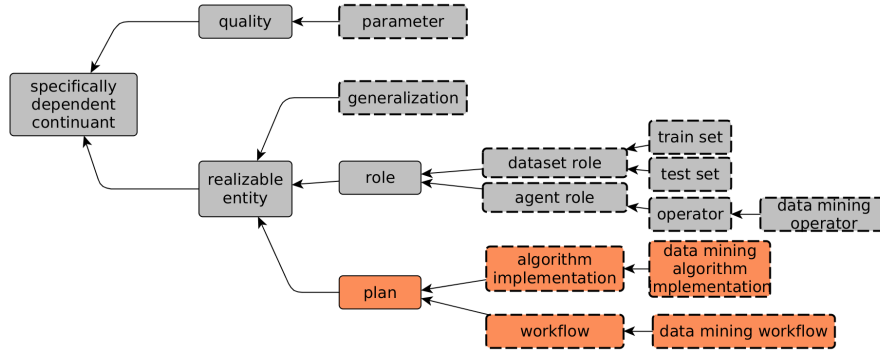 quality
parameter
specifically
dependent
continuant
generalization
realizable
entity
role
dataset role
train set
test set
agent role
operator
data mining
operator
plan
algorithm
implementation
data mining
algorithm
implementation
workflow
data mining workflow